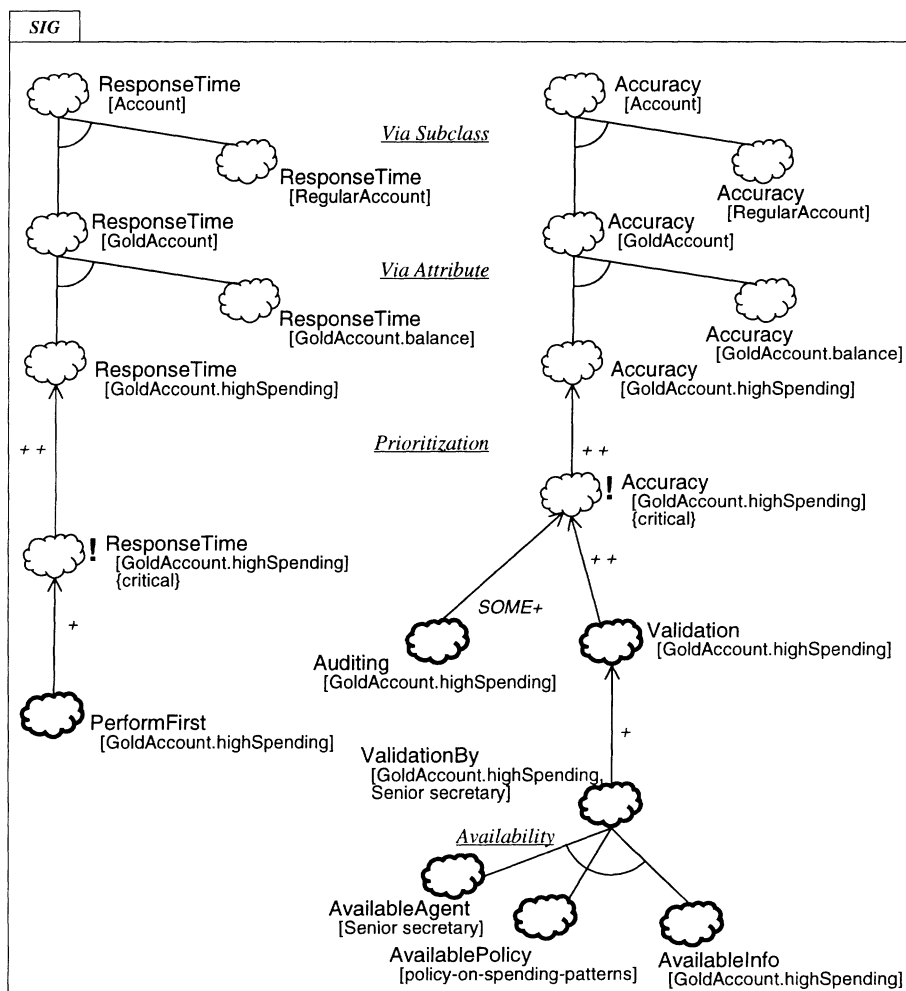 SIG
ResponseTime
[Account]
Accuracy
[Account]
Via Subclass
ResponseTime
[RegularAccount]
Accuracy
[RegularAccount]
ResponseTime
[GoldAccount]
Accuracy
[GoldAccount]
Via Attribute
ResponseTime
[GoldAccount.balance]
Accuracy
[GoldAccount.balance]
ResponseTime
[GoldAccount.highSpending]
Accuracy
[GoldAccount.highSpending]
+ +
Prioritization
+ +
! Accuracy
[GoldAccount.highSpending]
{critical}
! ResponseTime
[GoldAccount.highSpending]
{critical}
+ +
SOME+
+
Auditing
[GoldAccount.highSpending]
Validation
[GoldAccount.highSpending]
PerformFirst
[GoldAccount.highSpending]
+
ValidationBy
[GoldAccount.highSpending,
Senior secretary]
Availability
AvailableAgent
[Senior secretary]
AvailablePolicy
[policy-on-spending-patterns]
AvailableInfo
[GoldAccount.highSpending]